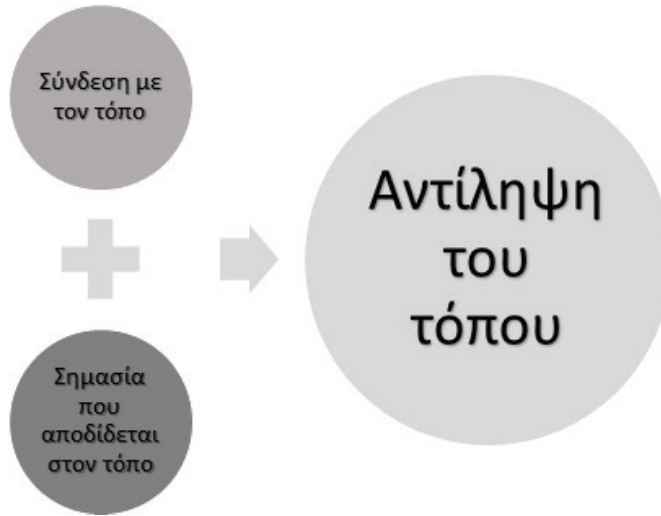 Σύνδεση με
τον τόπο
Σημασία
που
αποδίδεται
στον τόπο
Αντίληψη
του
τόπου